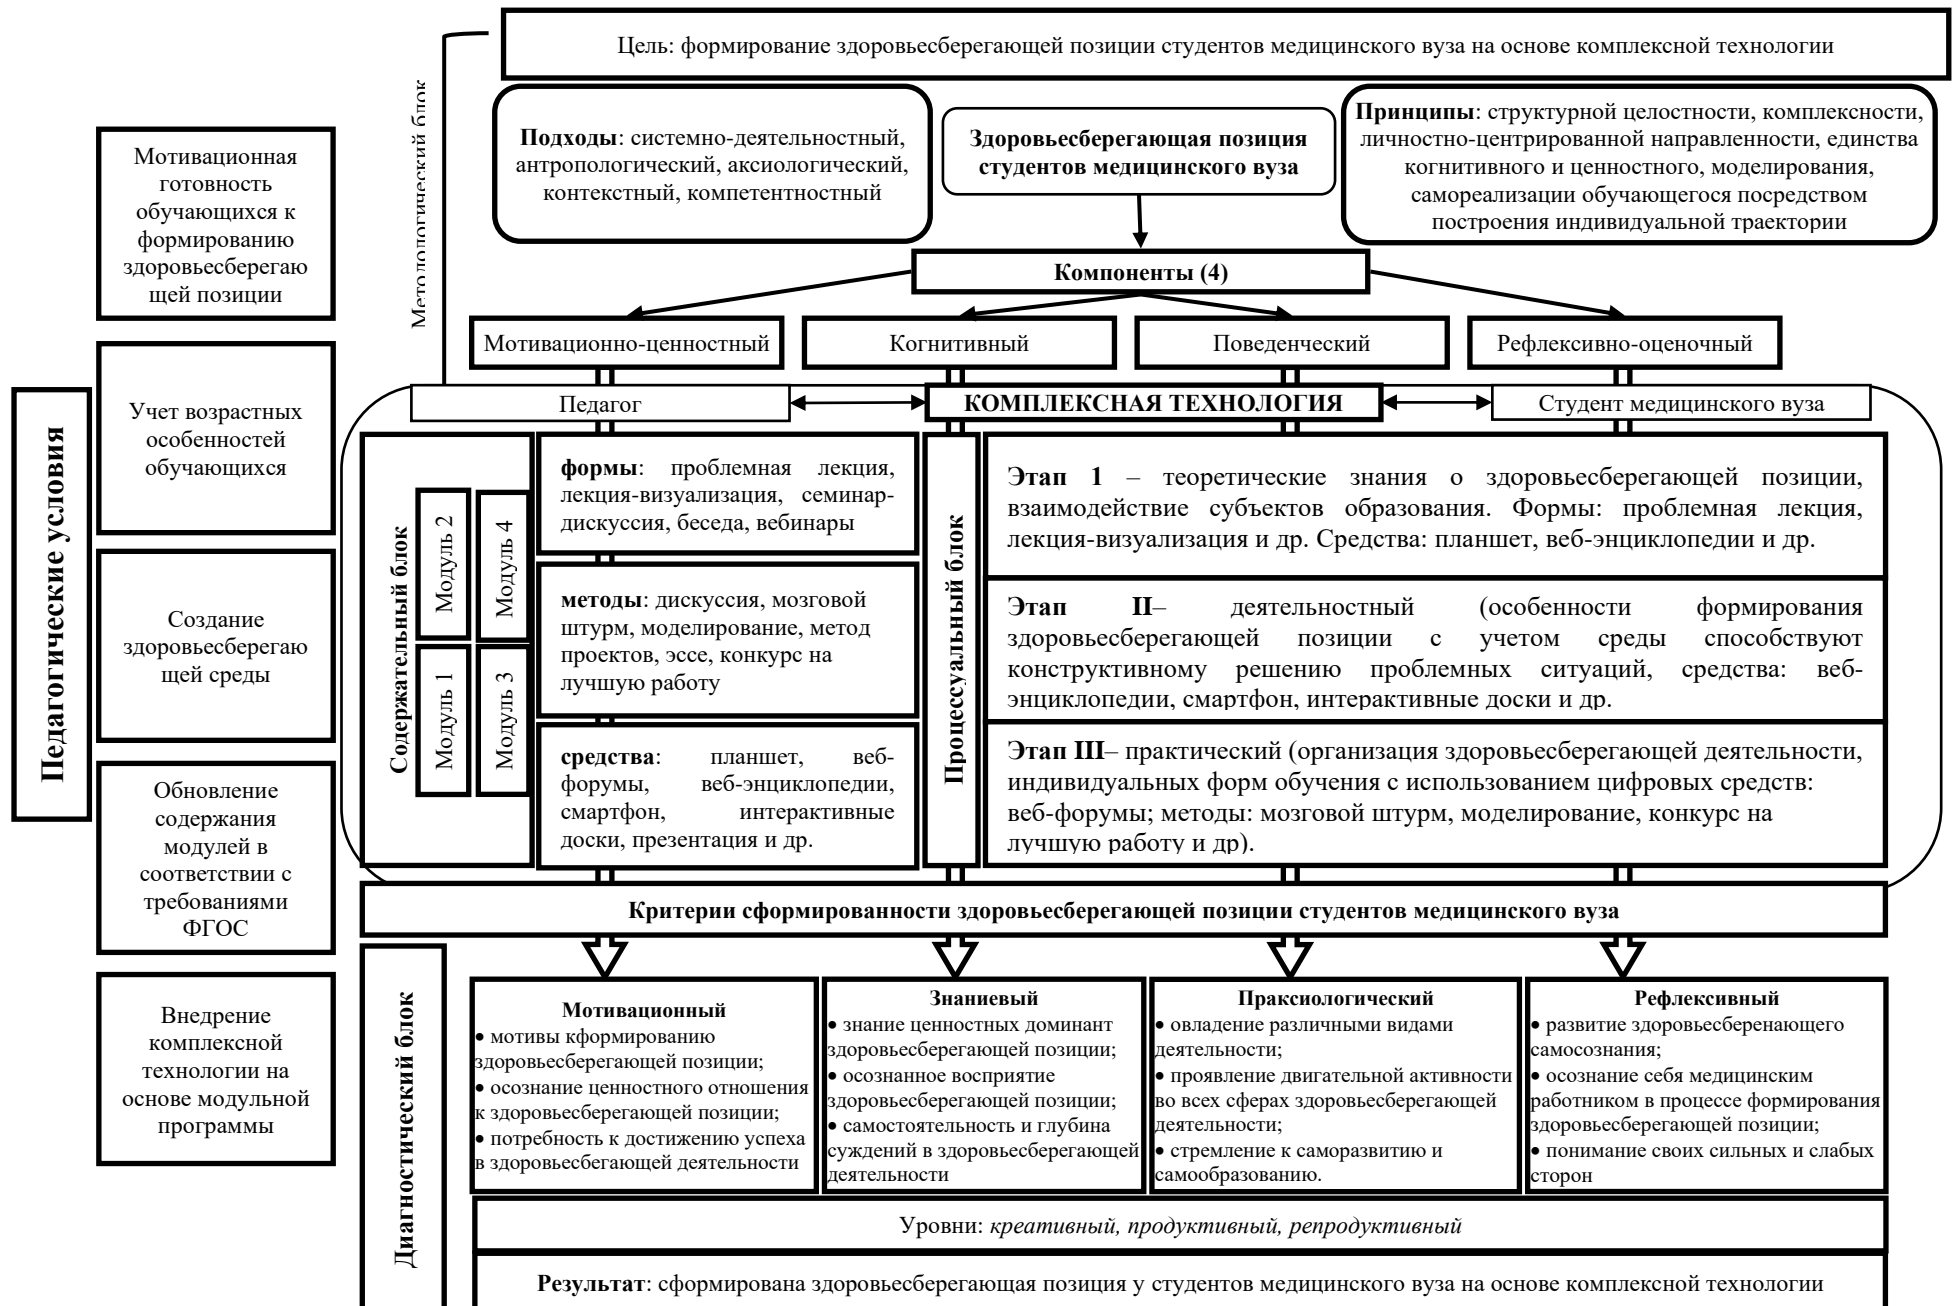 Цель: формирование здоровьесберегающей позиции студентов медицинского вуза на основе комплексной технологии
Методологический блок
Подходы: системно-деятельностный,
антропологический, аксиологический,
контекстный, компетентностный
Здоровьесберегающая позиция
студентов медицинского вуза
Принципы: структурной целостности, комплексности,
личностно-центрированной направленности, единства
когнитивного и ценностного, моделирования,
самореализации обучающегося посредством
построения индивидуальной траектории
Компоненты (4)
Мотивационно-ценностный
Когнитивный
Поведенческий
Рефлексивно-оценочный
Педагогические условия
Мотивационная
готовность
обучающихся к
формированию
здоровьесберегаю
щей позиции
Учет возрастных
особенностей
обучающихся
Создание
здоровьесберегаю
щей среды
Обновление
содержания
модулей в
соответствии с
требованиями
ФГОС
Внедрение
комплексной
технологии на
основе модульной
программы
Педагог
КОМПЛЕКСНАЯ ТЕХНОЛОГИЯ
Студент медицинского вуза
Содержательный блок
Модуль 2
Модуль 4
Модуль 1
Модуль 3
формы: проблемная лекция,
лекция-визуализация, семинар-
дискуссия, беседа, вебинары
методы: дискуссия, мозговой
штурм, моделирование, метод
проектов, эссе, конкурс на
лучшую работу
средства: планшет, веб-
форумы, веб-энциклопедии,
смартфон, интерактивные
доски, презентация и др.
Процессуальный блок
Этап 1 – теоретические знания о здоровьесберегающей позиции,
взаимодействие субъектов образования. Формы: проблемная лекция,
лекция-визуализация и др. Средства: планшет, веб-энциклопедии и др.
Этап II– деятельностный (особенности формирования
здоровьесберегающей позиции с учетом среды способствуют
конструктивному решению проблемных ситуаций, средства: веб-
энциклопедии, смартфон, интерактивные доски и др.
Этап III– практический (организация здоровьесберегающей деятельности,
индивидуальных форм обучения с использованием цифровых средств:
веб-форумы; методы: мозговой штурм, моделирование, конкурс на
лучшую работу и др).
Критерии сформированности здоровьесберегающей позиции студентов медицинского вуза
Диагностический блок
Мотивационный
• мотивы кформированию
здоровьесберегающей позиции;
• осознание ценностного отношения
к здоровьесберегающей позиции;
• потребность к достижению успеха
в здоровьесбегающей деятельности
Знаниевый
• знание ценностных доминант
здоровьесберегающей позиции;
• осознанное восприятие
здоровьесберегающей позиции;
• самостоятельность и глубина
суждений в здоровьесберегающей
деятельности
Праксиологический
• овладение различными видами
деятельности;
• проявление двигательной активности
во всех сферах здоровьесберегающей
деятельности;
• стремление к саморазвитию и
самообразованию.
Рефлексивный
• развитие здоровьесберенающего
самосознания;
• осознание себя медицинским
работником в процессе формирования
здоровьесберегающей позиции;
• понимание своих сильных и слабых
сторон
Уровни: креативный, продуктивный, репродуктивный
Результат: сформирована здоровьесберегающая позиция у студентов медицинского вуза на основе комплексной технологии